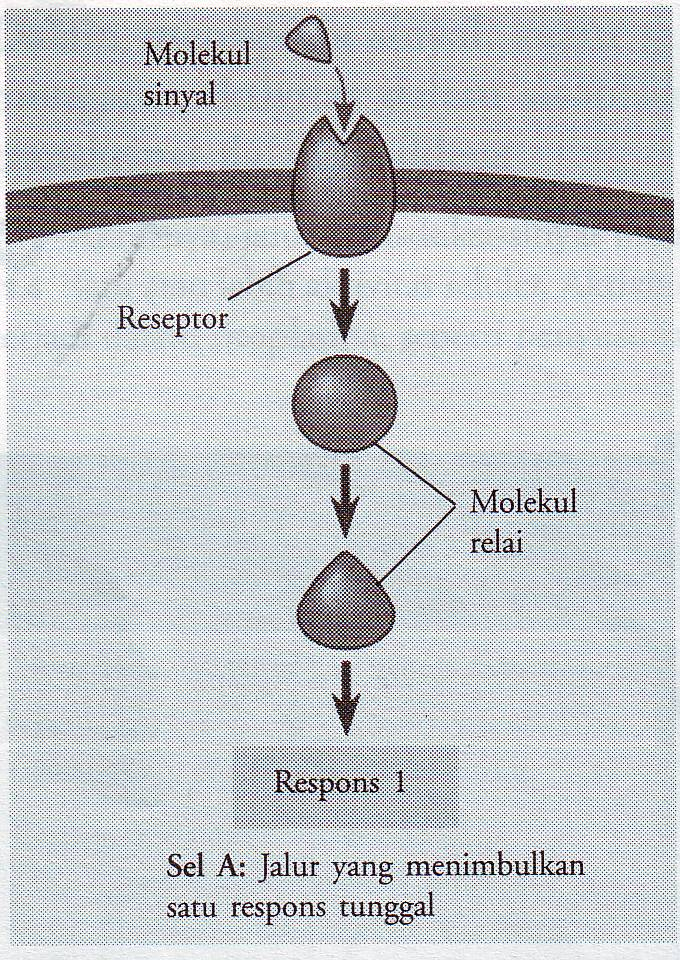 Molekul
sinyal
Reseptor
Molekul
relai
Respons 1
Sel A: Jalur yang menimbulkan
satu respons tunggal